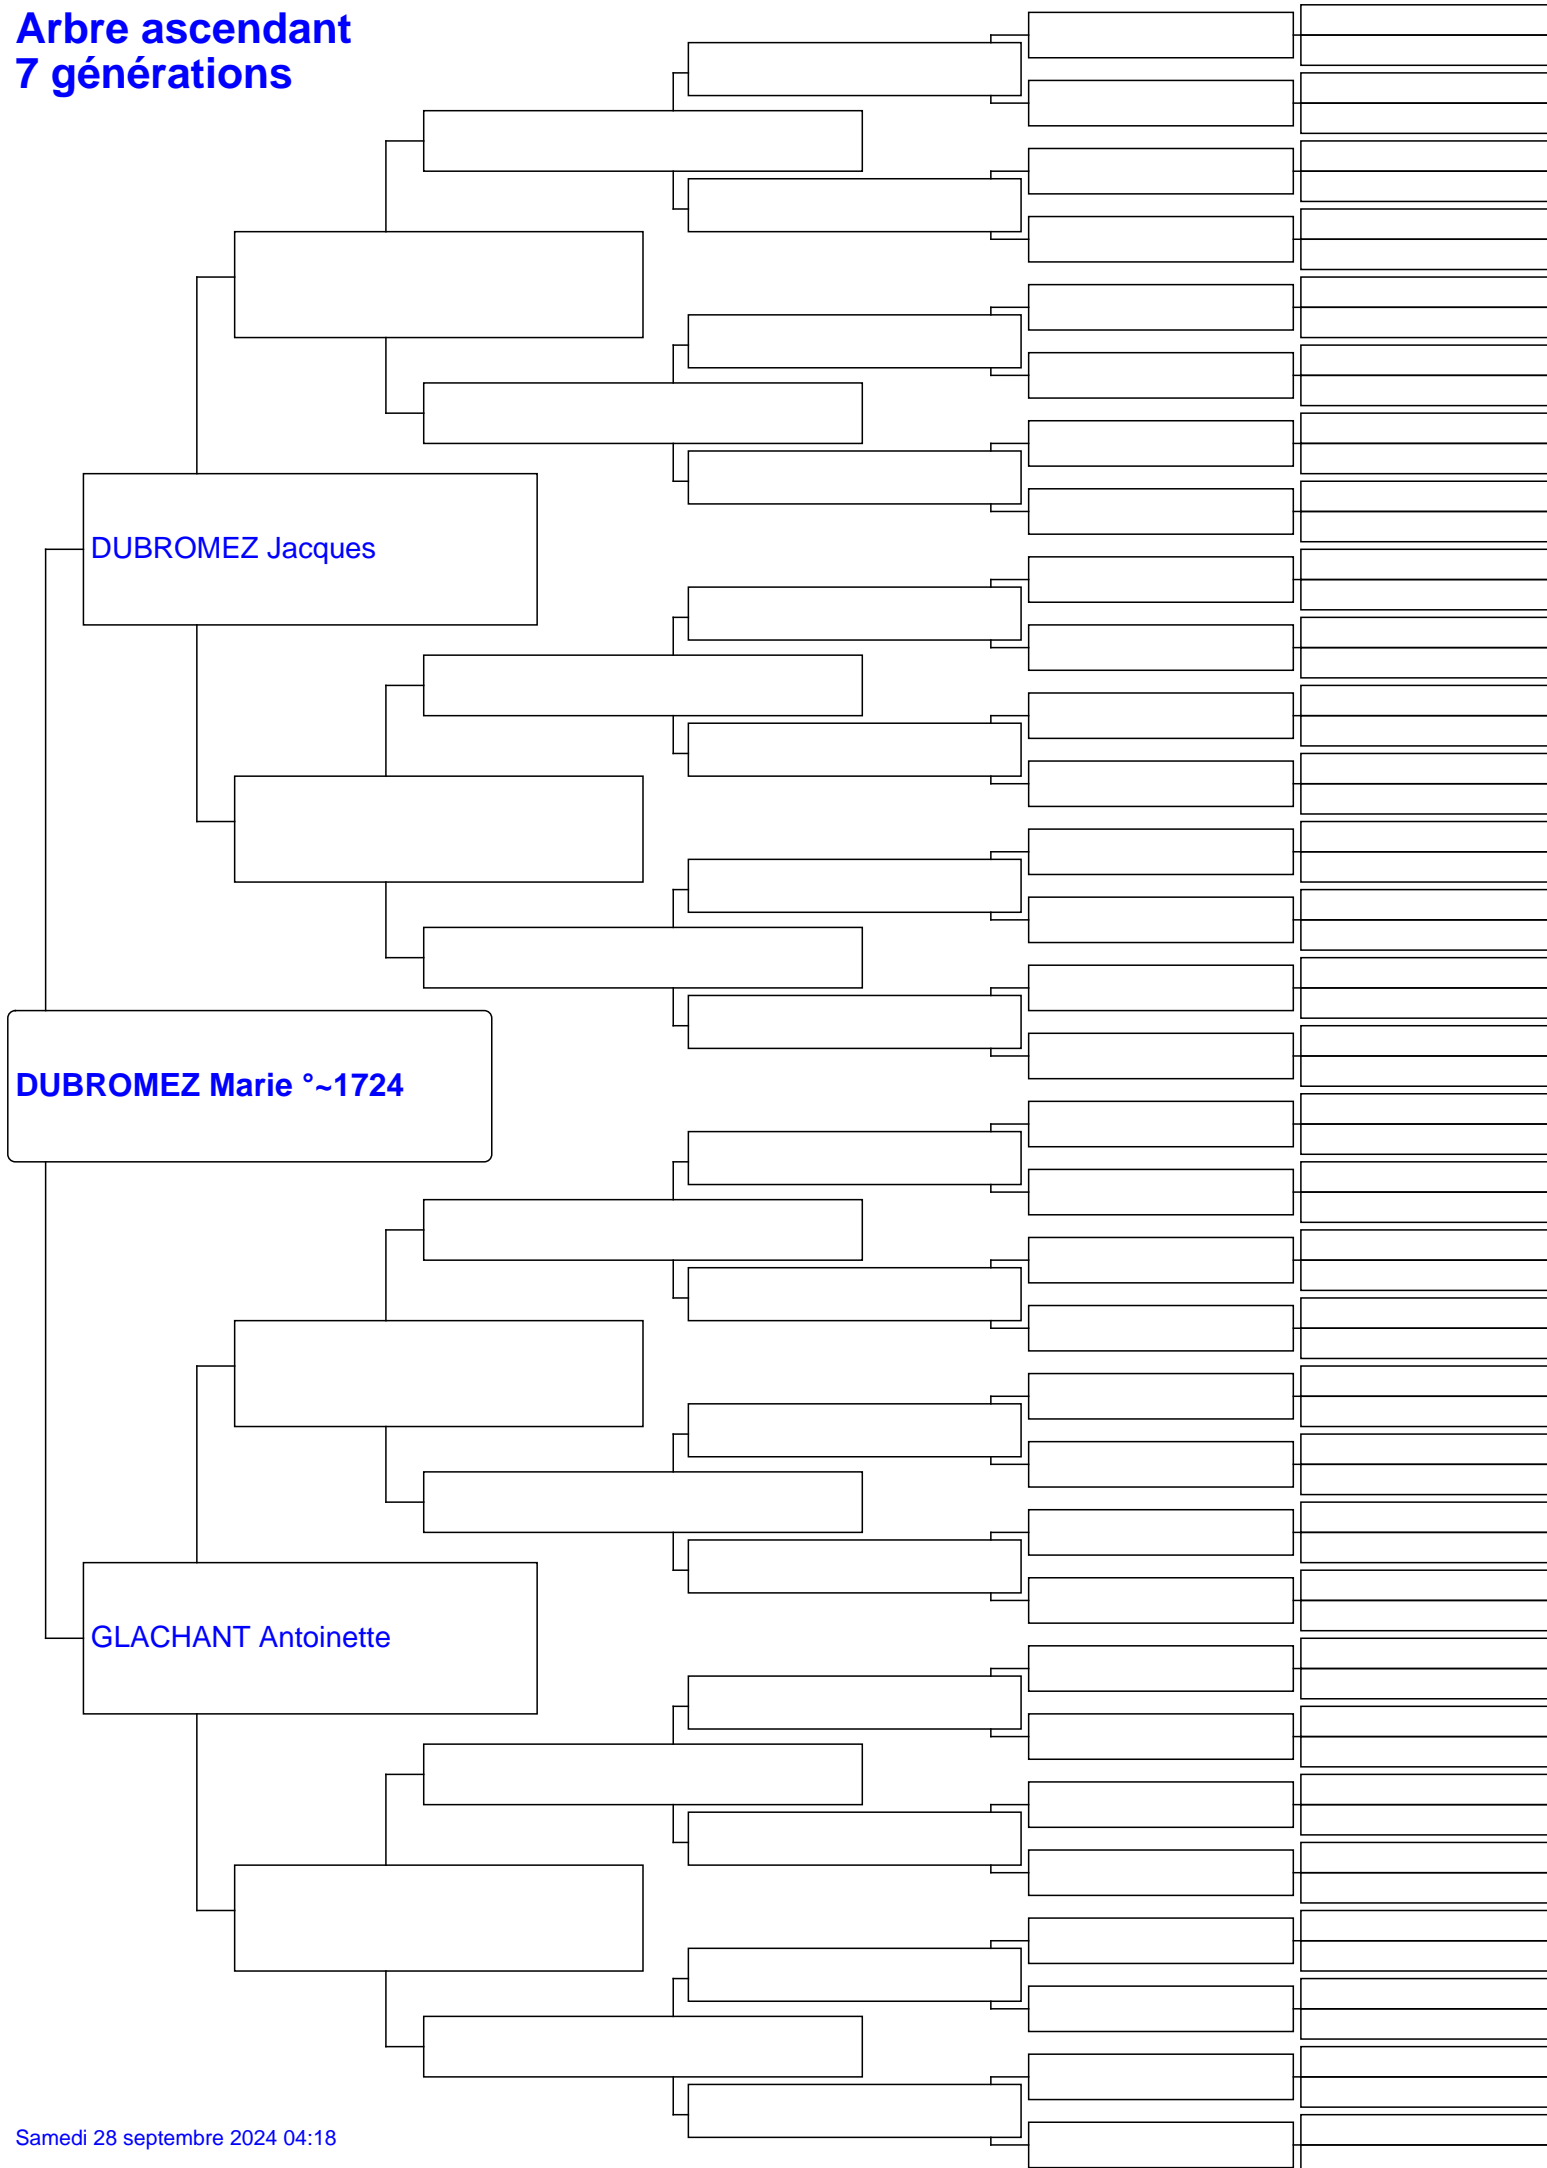 Arbre ascendant
7 générations
DUBROMEZ Jacques
DUBROMEZ Marie °~1724
GLACHANT Antoinette
Samedi 28 septembre 2024 04:18